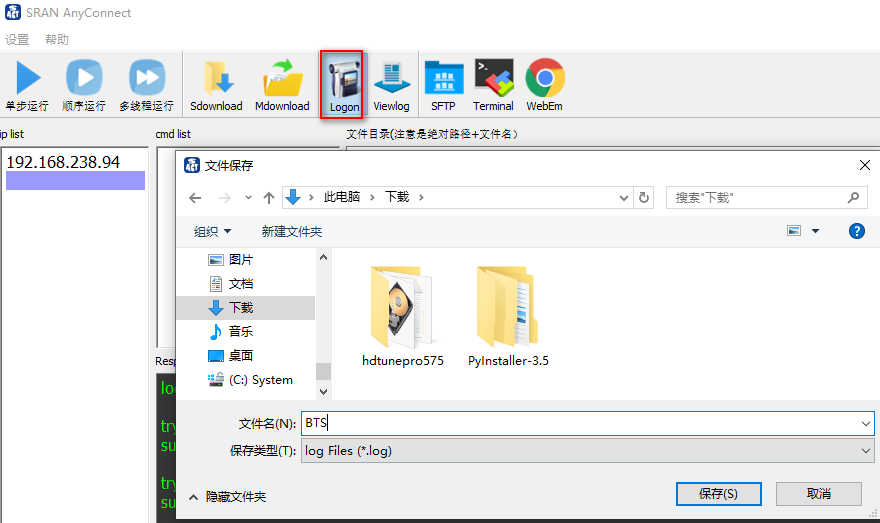 SRAN AnyConnect
设置 帮助
单步运行 顺序运行 多线程运行 Sdownload Mdownload Logon Viewlog SFTP Terminal WebEm
ip list cmd list 文件目录(注意是绝对路径+文件名)
192.168.238.94
文件保存
此电脑 下载
搜索"下载"
组织 新建文件夹
图片
文档
下载
音乐
桌面
(C:) System
hdtunepro575 PyInstaller-3.5
Resp
lo
try
su
try
su
文件名(N): BTS
保存类型(T): log Files (*.log)
隐藏文件夹 保存(S) 取消